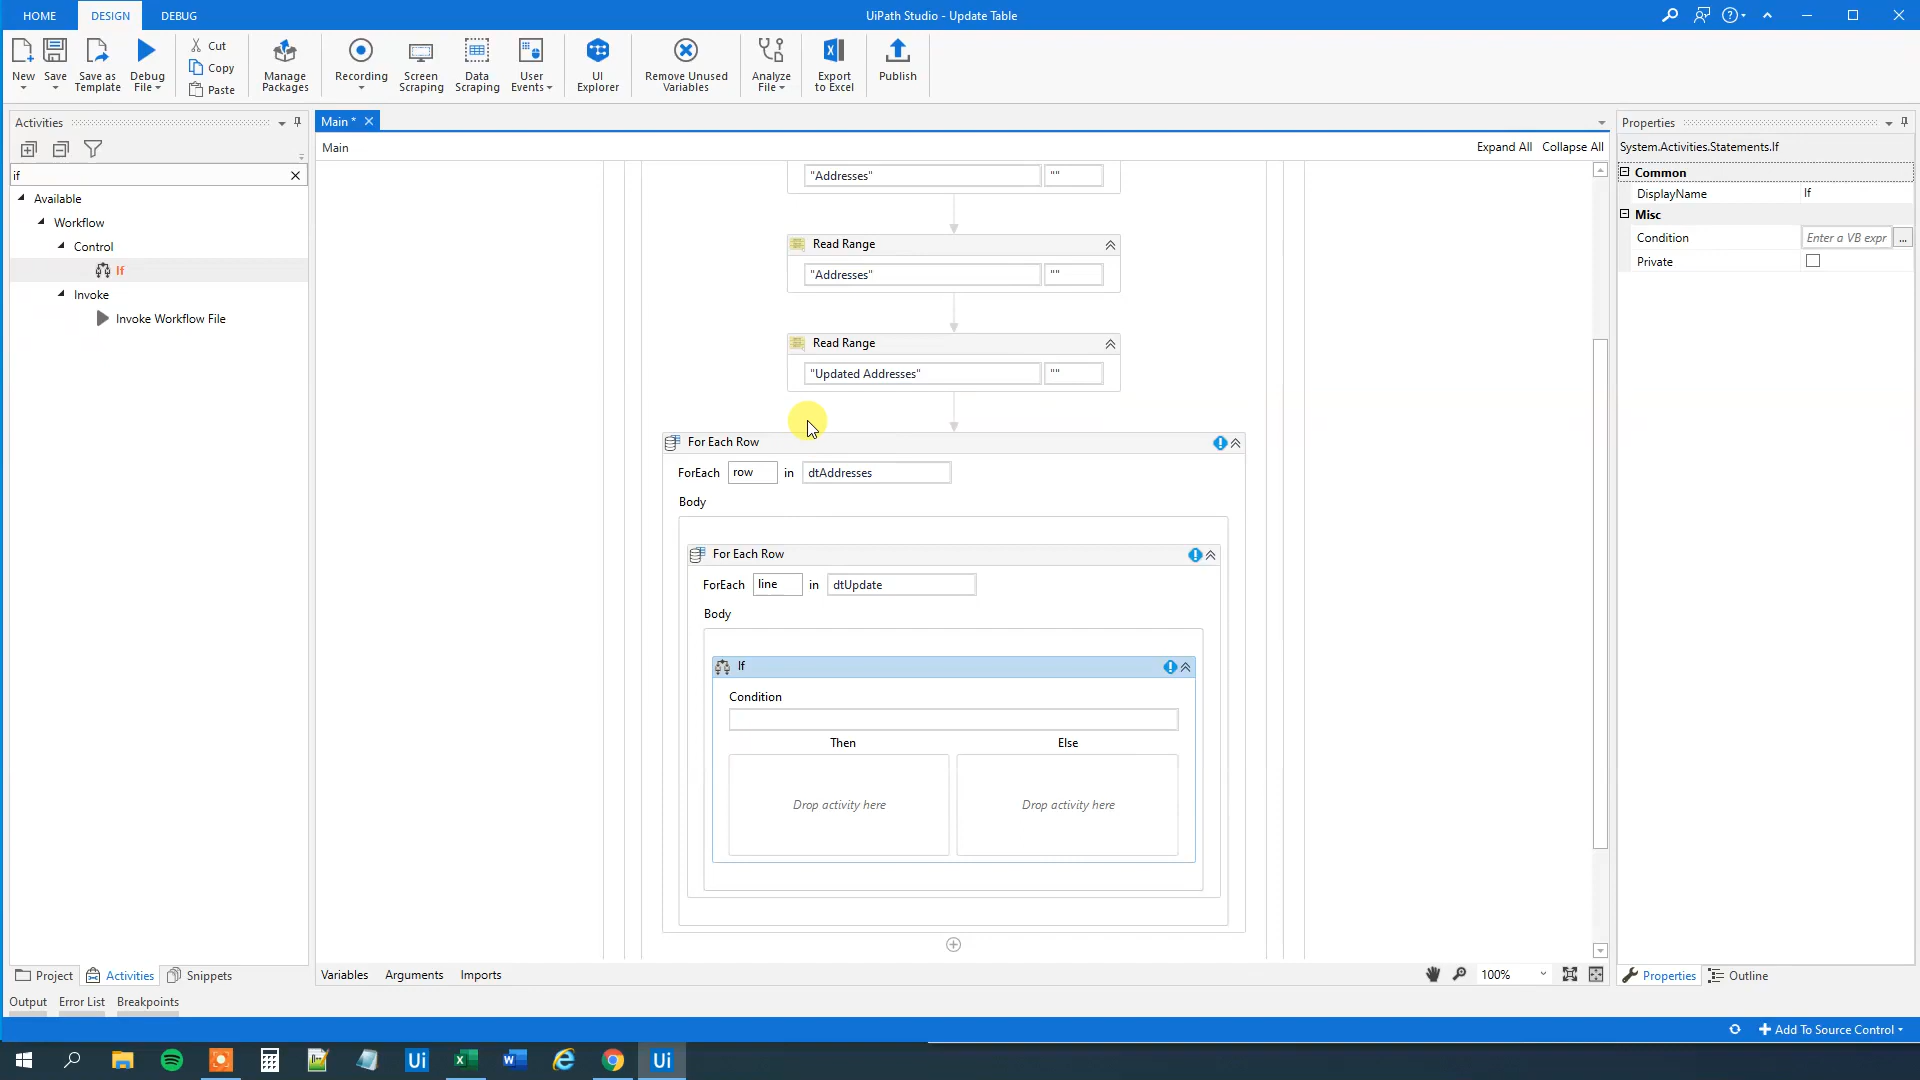 HOME DESIGN DEBUG UiPath Studio - Update Table
New Save Save as Template Debug File Cut Copy Paste Manage Packages Recording Screen Scraping Data Scraping User Events UI Explorer Remove Unused Variables Analyze File Export to Excel Publish
Activities
if
Available
Workflow
Control
If
Invoke
Invoke Workflow File
Main *
Main Expand All Collapse All
"Addresses" ""
Read Range
"Addresses" ""
Read Range
"Updated Addresses" ""
For Each Row
ForEach row in dtAddresses
Body
For Each Row
ForEach line in dtUpdate
Body
If
Condition
Then Else
Drop activity here Drop activity here
Properties
System.Activities.Statements.If
Common
DisplayName If
Misc
Condition Enter a VB expr ...
Private
Project Activities Snippets
Variables Arguments Imports 100%
Properties Outline
Output Error List Breakpoints
Add To Source Control
Ui Ui